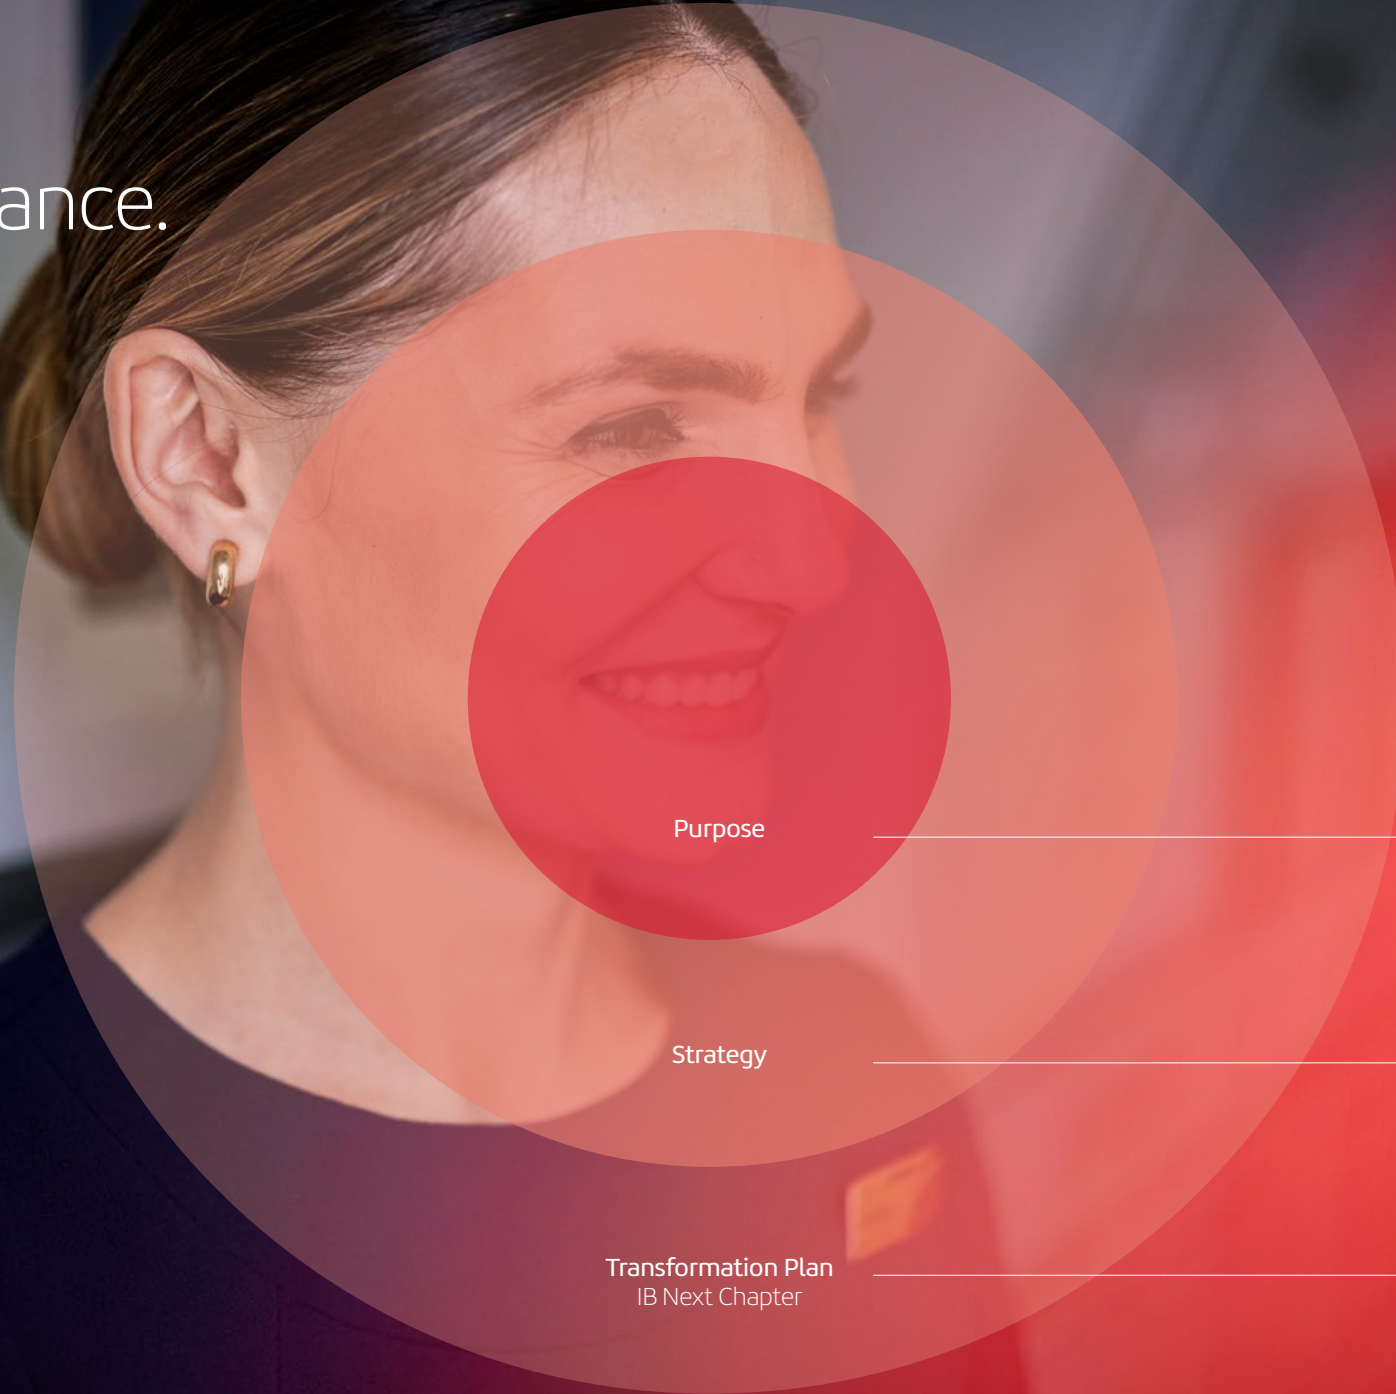 ance.
Purpose
Strategy
Transformation Plan
IB Next Chapter